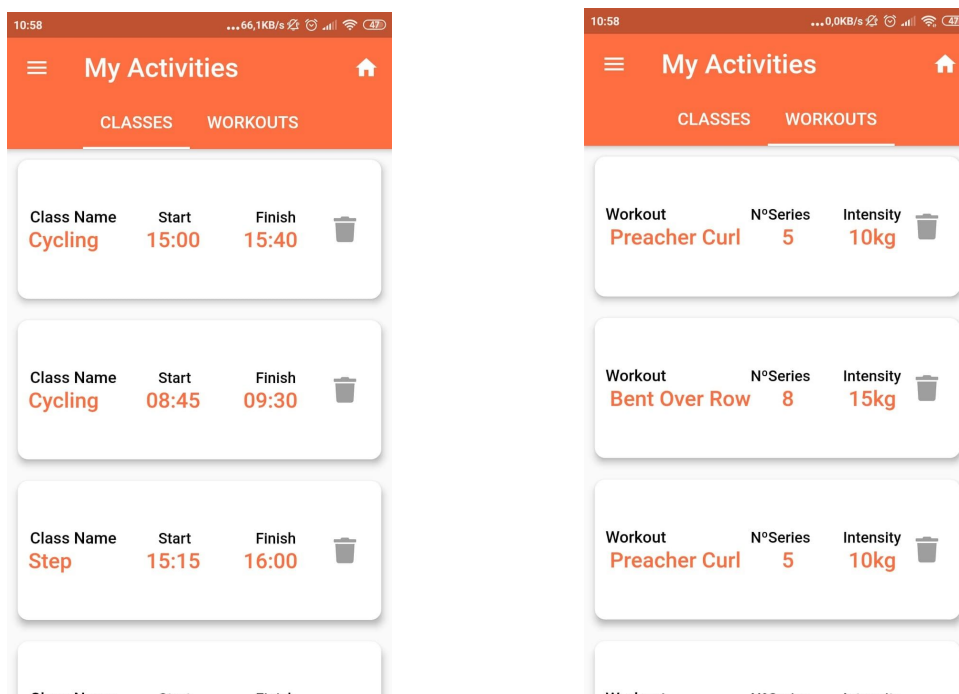 10:58
...66,1KB/s 47
My Activities
CLASSES WORKOUTS
Class Name Start Finish
Cycling 15:00 15:40
Class Name Start Finish
Cycling 08:45 09:30
Class Name Start Finish
Step 15:15 16:00
10:58
...0,0KB/s 47
My Activities
CLASSES WORKOUTS
Workout NºSeries Intensity
Preacher Curl 5 10kg
Workout NºSeries Intensity
Bent Over Row 8 15kg
Workout NºSeries Intensity
Preacher Curl 5 10kg